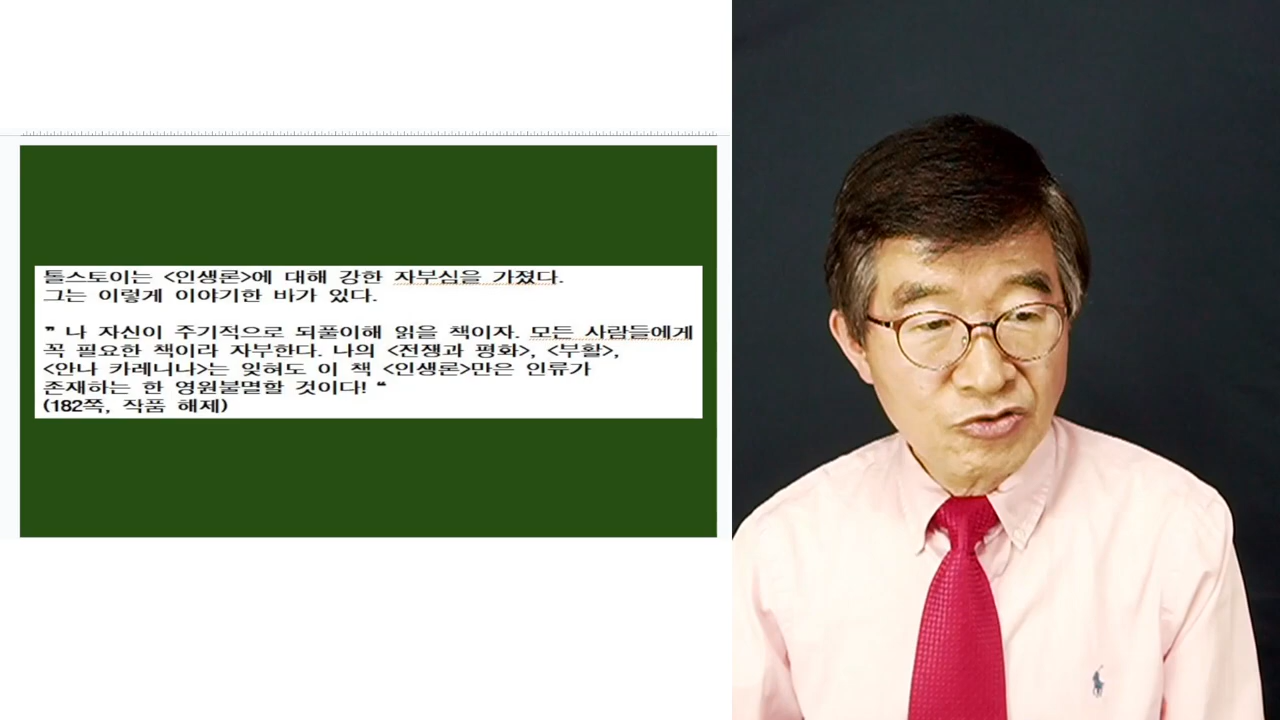 톨스토이는 <인생론>에 대해 강한 자부심을 가졌다.
그는 이렇게 이야기한 바가 있다.
❞ 나 자신이 주기적으로 되풀이해 읽을 책이자. 모든 사람들에게
꼭 필요한 책이라 자부한다. 나의 <전쟁과 평화>, <부활>,
<안나 카레니나>는 잊혀도 이 책 <인생론>만은 인류가
존재하는 한 영원불멸할 것이다! ❝
(182쪽, 작품 해제)